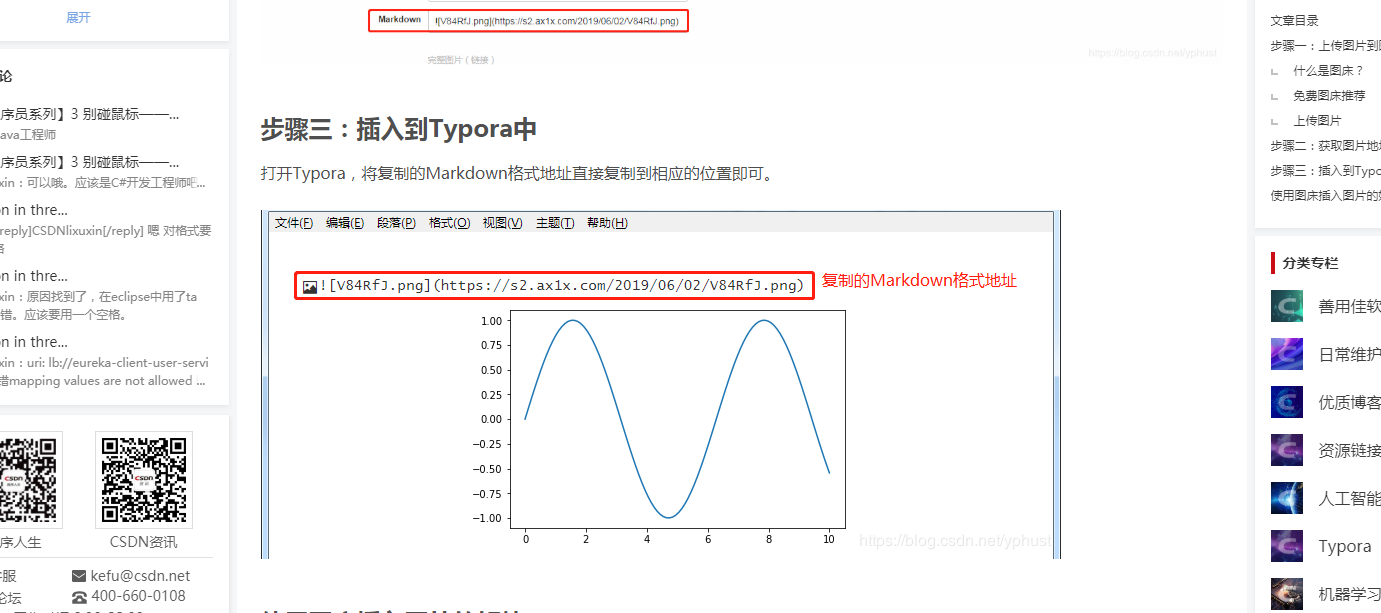 展开
论
序员系列】3 别碰鼠标——...
ava工程师
序员系列】3 别碰鼠标——...
xin：可以哦。应该是C#开发工程师吧...
on in thre...
reply]CSDNlixuxin[/reply] 嗯 对格式要
格
on in thre...
xin：原因找到了，在eclipse中用了ta
错。应该要用一个空格。
on in thre...
xin：uri: lb://eureka-client-user-servi
错mapping values are not allowed ...
CSDN
CSDN
序人生
CSDN资讯
客服
kefu@csdn.net
论坛
400-660-0108
Markdown
![V84RfJ.png](https://s2.ax1x.com/2019/06/02/V84RfJ.png)
完整图片（链接）
https://blog.csdn.net/yphust
步骤三：插入到Typora中
打开Typora，将复制的Markdown格式地址直接复制到相应的位置即可。
文件(F) 编辑(E) 段落(P) 格式(O) 视图(V) 主题(T) 帮助(H)
![V84RfJ.png](https://s2.ax1x.com/2019/06/02/V84RfJ.png)
复制的Markdown格式地址
1.00
0.75
0.50
0.25
0.00
−0.25
−0.50
−0.75
−1.00
0 2 4 6 8 10
https://blog.csdn.net/yphust
文章目录
步骤一：上传图片到
什么是图床？
免费图床推荐
上传图片
步骤二：获取图片地
步骤三：插入到Typo
使用图床插入图片的
分类专栏
善用佳软
日常维护
优质博客
资源链接
人工智能
Typora
机器学习